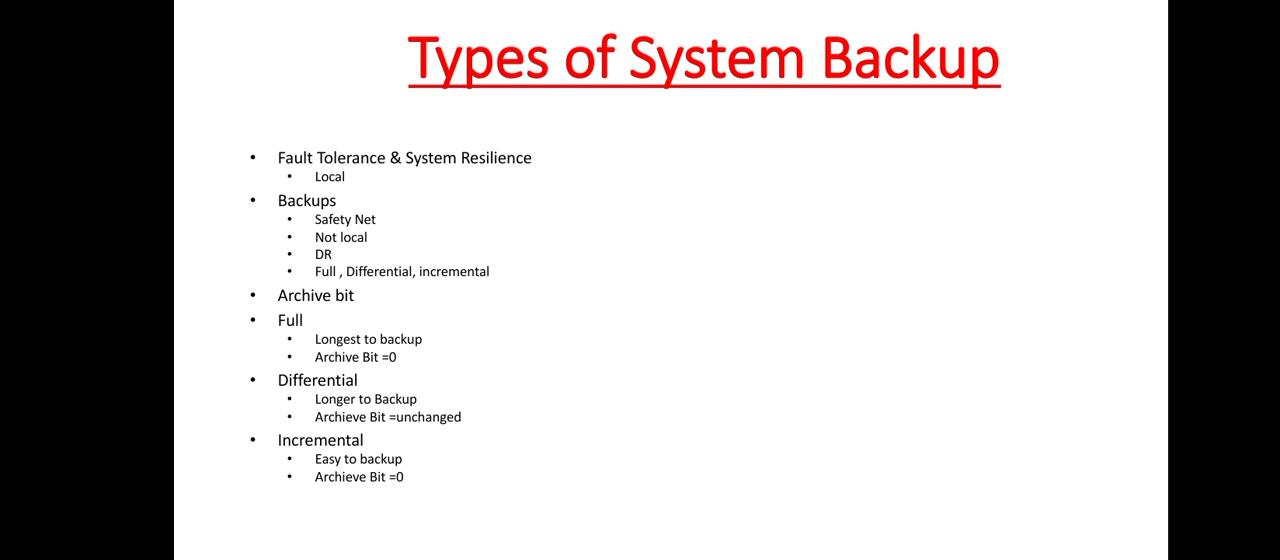 Types of System Backup
• Fault Tolerance & System Resilience
• Local
• Backups
• Safety Net
• Not local
• DR
• Full , Differential, incremental
• Archive bit
• Full
• Longest to backup
• Archive Bit =0
• Differential
• Longer to Backup
• Archieve Bit =unchanged
• Incremental
• Easy to backup
• Archieve Bit =0